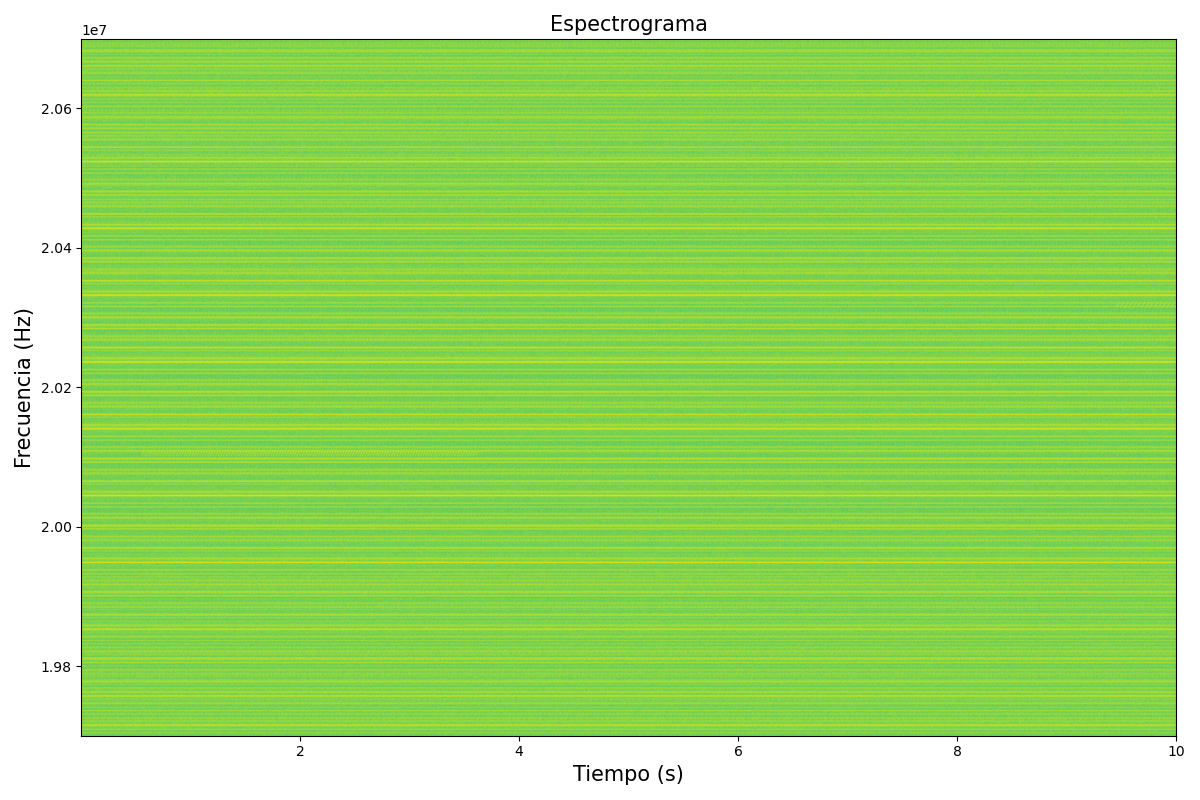 Espectrograma
1e7
2.06
2.04
2.02
2.00
1.98
Frecuencia (Hz)
2 4 6 8 10
Tiempo (s)